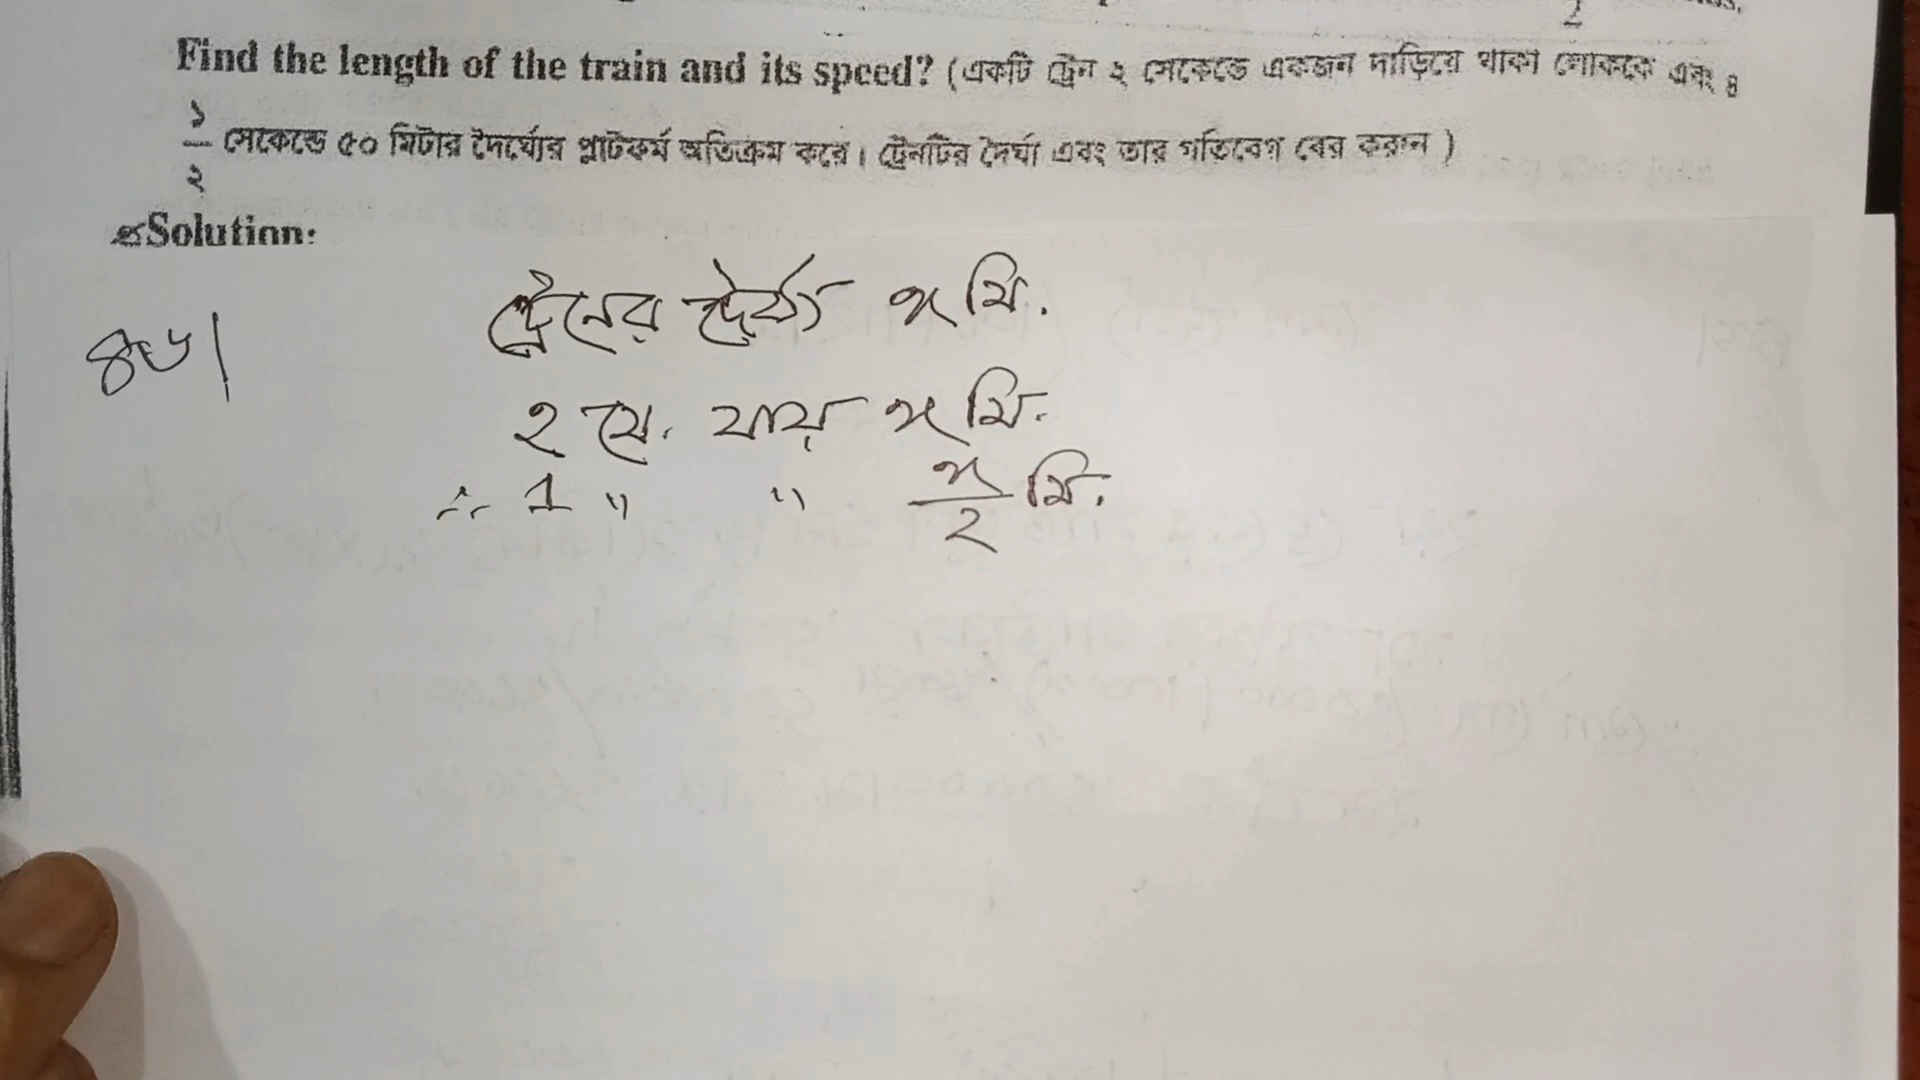 2
Find the length of the train and its speed? (একটি ট্রেন ২ সেকেন্ডে একজন দাড়িয়ে থাকা লোককে এবং ৪
১/২ সেকেন্ডে ৫০ মিটার দৈর্ঘ্যের প্লাটফর্ম অতিক্রম করে। ট্রেনটির দৈর্ঘ্য এবং তার গতিবেগ বের করুন )
Solution:
ট্রেনের দৈর্ঘ্য x মি.
৪৬|
২ সে. যায় x মি.
∴ 1 " " x/2 মি.